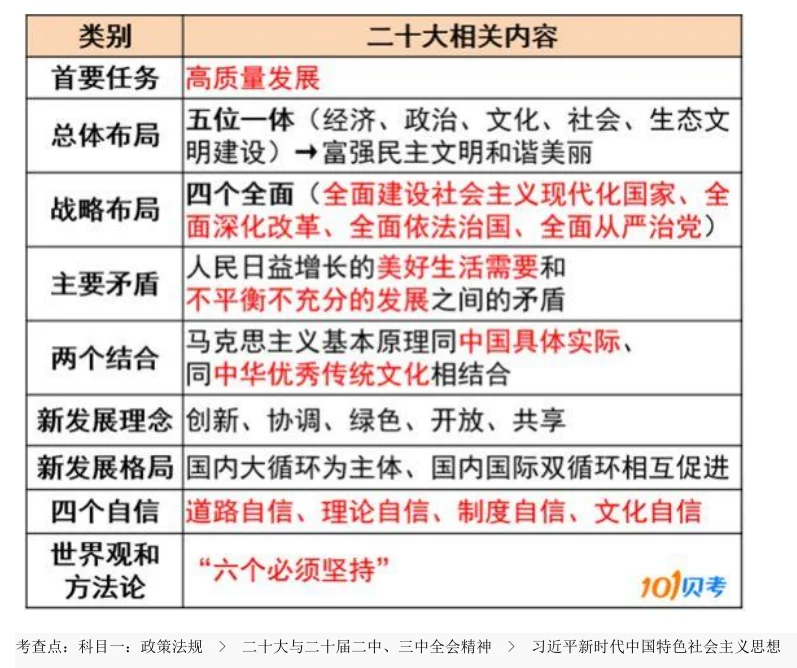 类别 二十大相关内容
首要任务 高质量发展
总体布局 五位一体（经济、政治、文化、社会、生态文
明建设）→富强民主文明和谐美丽
战略布局 四个全面（全面建设社会主义现代化国家、全
面深化改革、全面依法治国、全面从严治党）
主要矛盾 人民日益增长的美好生活需要和
不平衡不充分的发展之间的矛盾
两个结合 马克思主义基本原理同中国具体实际、
同中华优秀传统文化相结合
新发展理念 创新、协调、绿色、开放、共享
新发展格局 国内大循环为主体、国内国际双循环相互促进
四个自信 道路自信、理论自信、制度自信、文化自信
世界观和
方法论
“六个必须坚持”
101贝考
考查点：科目一：政策法规 > 二十大与二十届二中、三中全会精神 > 习近平新时代中国特色社会主义思想